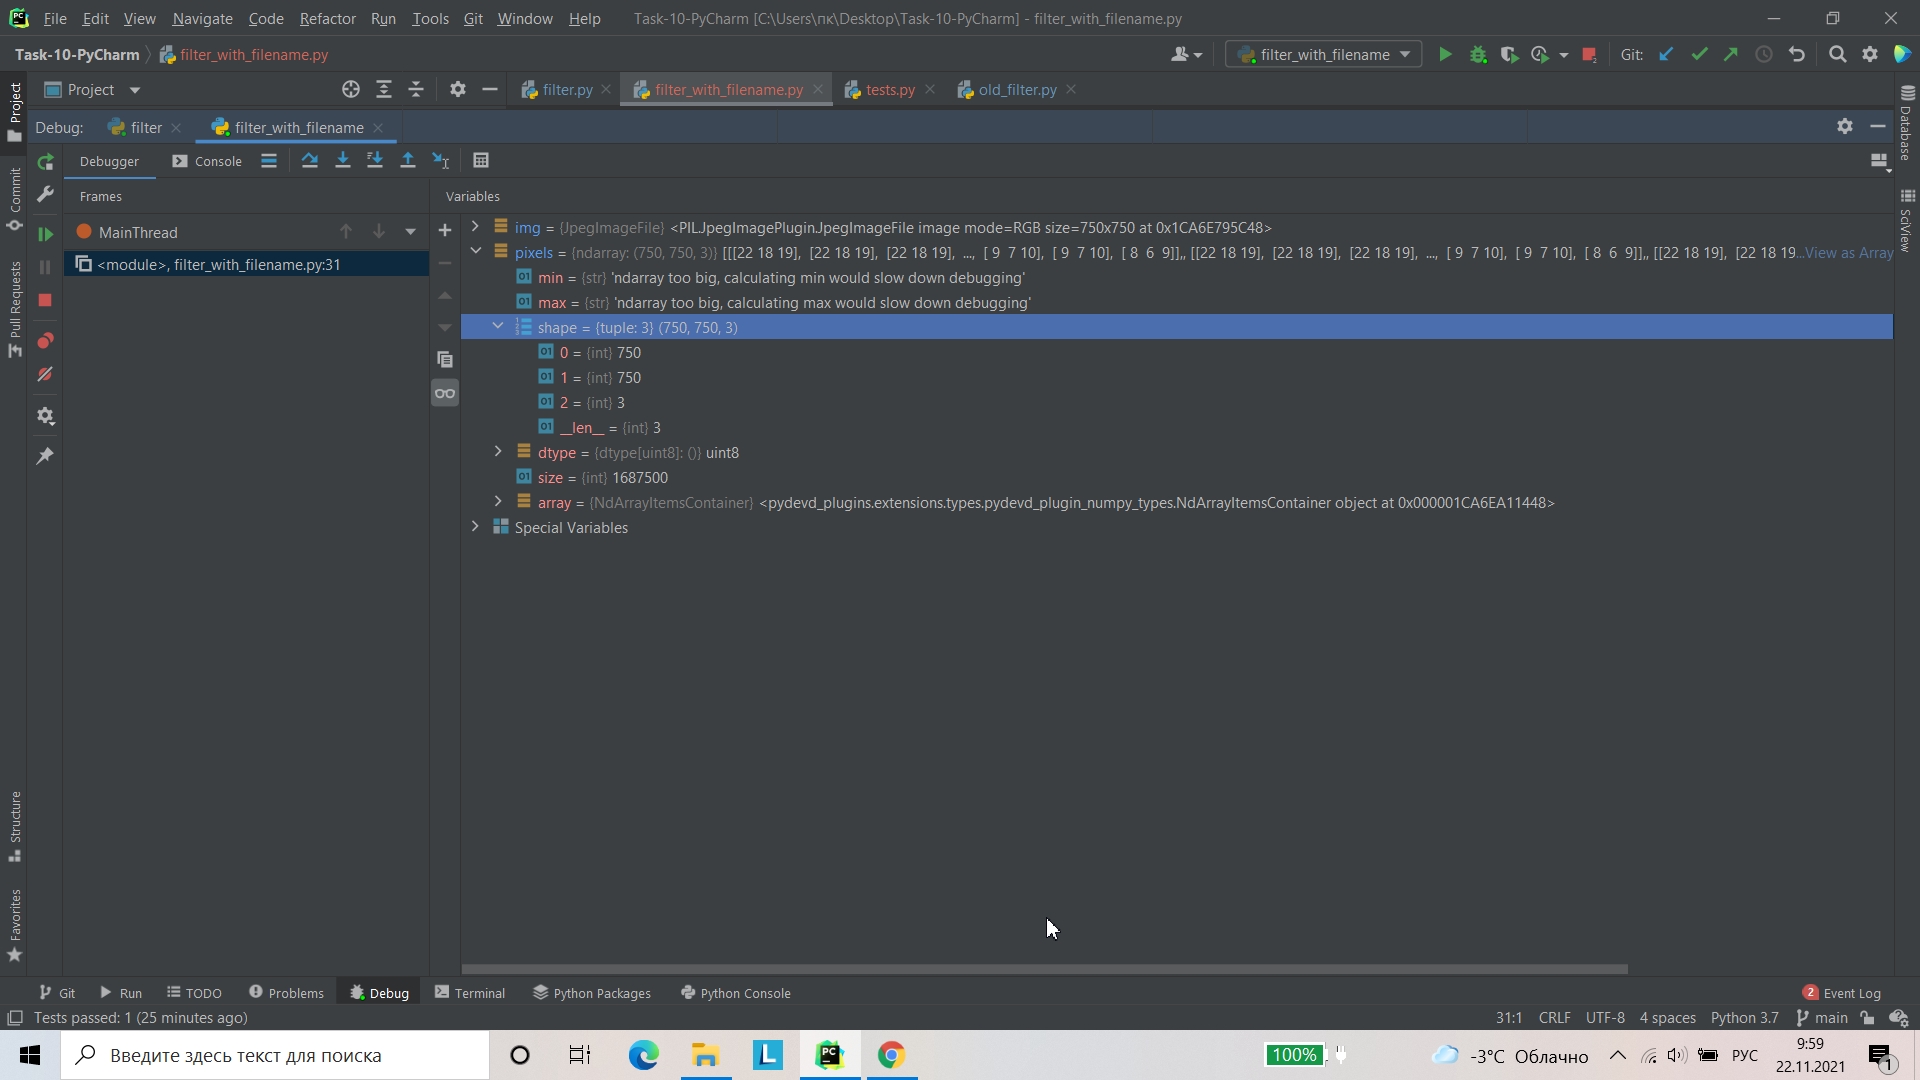 File Edit View Navigate Code Refactor Run Tools Git Window Help Task-10-PyCharm [C:\Users\пк\Desktop\Task-10-PyCharm] - filter_with_filename.py
Task-10-PyCharm filter_with_filename.py filter_with_filename Git:
Project filter.py filter_with_filename.py tests.py old_filter.py
Debug: filter filter_with_filename
Debugger Console
Frames Variables
MainThread
<module>, filter_with_filename.py:31
img = {JpegImageFile} <PIL.JpegImagePlugin.JpegImageFile image mode=RGB size=750x750 at 0x1CA6E795C48>
pixels = {ndarray: (750, 750, 3)} [[[22 18 19], [22 18 19], [22 18 19], ..., [ 9 7 10], [ 9 7 10], [ 8 6 9]],, [[22 18 19], [22 18 19], [22 18 19], ..., [ 9 7 10], [ 9 7 10], [ 8 6 9]],, [[22 18 19], [22 18 19...View as Array
min = {str} 'ndarray too big, calculating min would slow down debugging'
max = {str} 'ndarray too big, calculating max would slow down debugging'
shape = {tuple: 3} (750, 750, 3)
0 = {int} 750
1 = {int} 750
2 = {int} 3
__len__ = {int} 3
dtype = {dtype[uint8]: ()} uint8
size = {int} 1687500
array = {NdArrayItemsContainer} <pydevd_plugins.extensions.types.pydevd_plugin_numpy_types.NdArrayItemsContainer object at 0x000001CA6EA11448>
Special Variables
Project
Commit
Pull Requests
Structure
Favorites
Database
SciView
Git Run TODO Problems Debug Terminal Python Packages Python Console 2 Event Log
Tests passed: 1 (25 minutes ago) 31:1 CRLF UTF-8 4 spaces Python 3.7 main
Введите здесь текст для поиска 100% -3°C Облачно РУС 9:59
22.11.2021 1